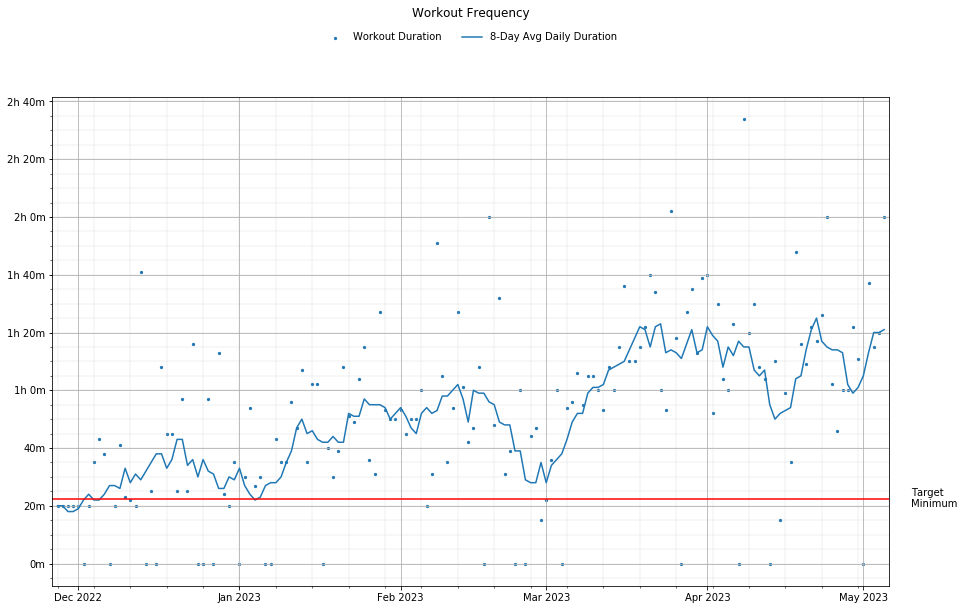 Workout Frequency
Workout Duration
8-Day Avg Daily Duration
2h 40m
2h 20m
2h 0m
1h 40m
1h 20m
1h 0m
40m
20m
0m
Target
Minimum
Dec 2022
Jan 2023
Feb 2023
Mar 2023
Apr 2023
May 2023